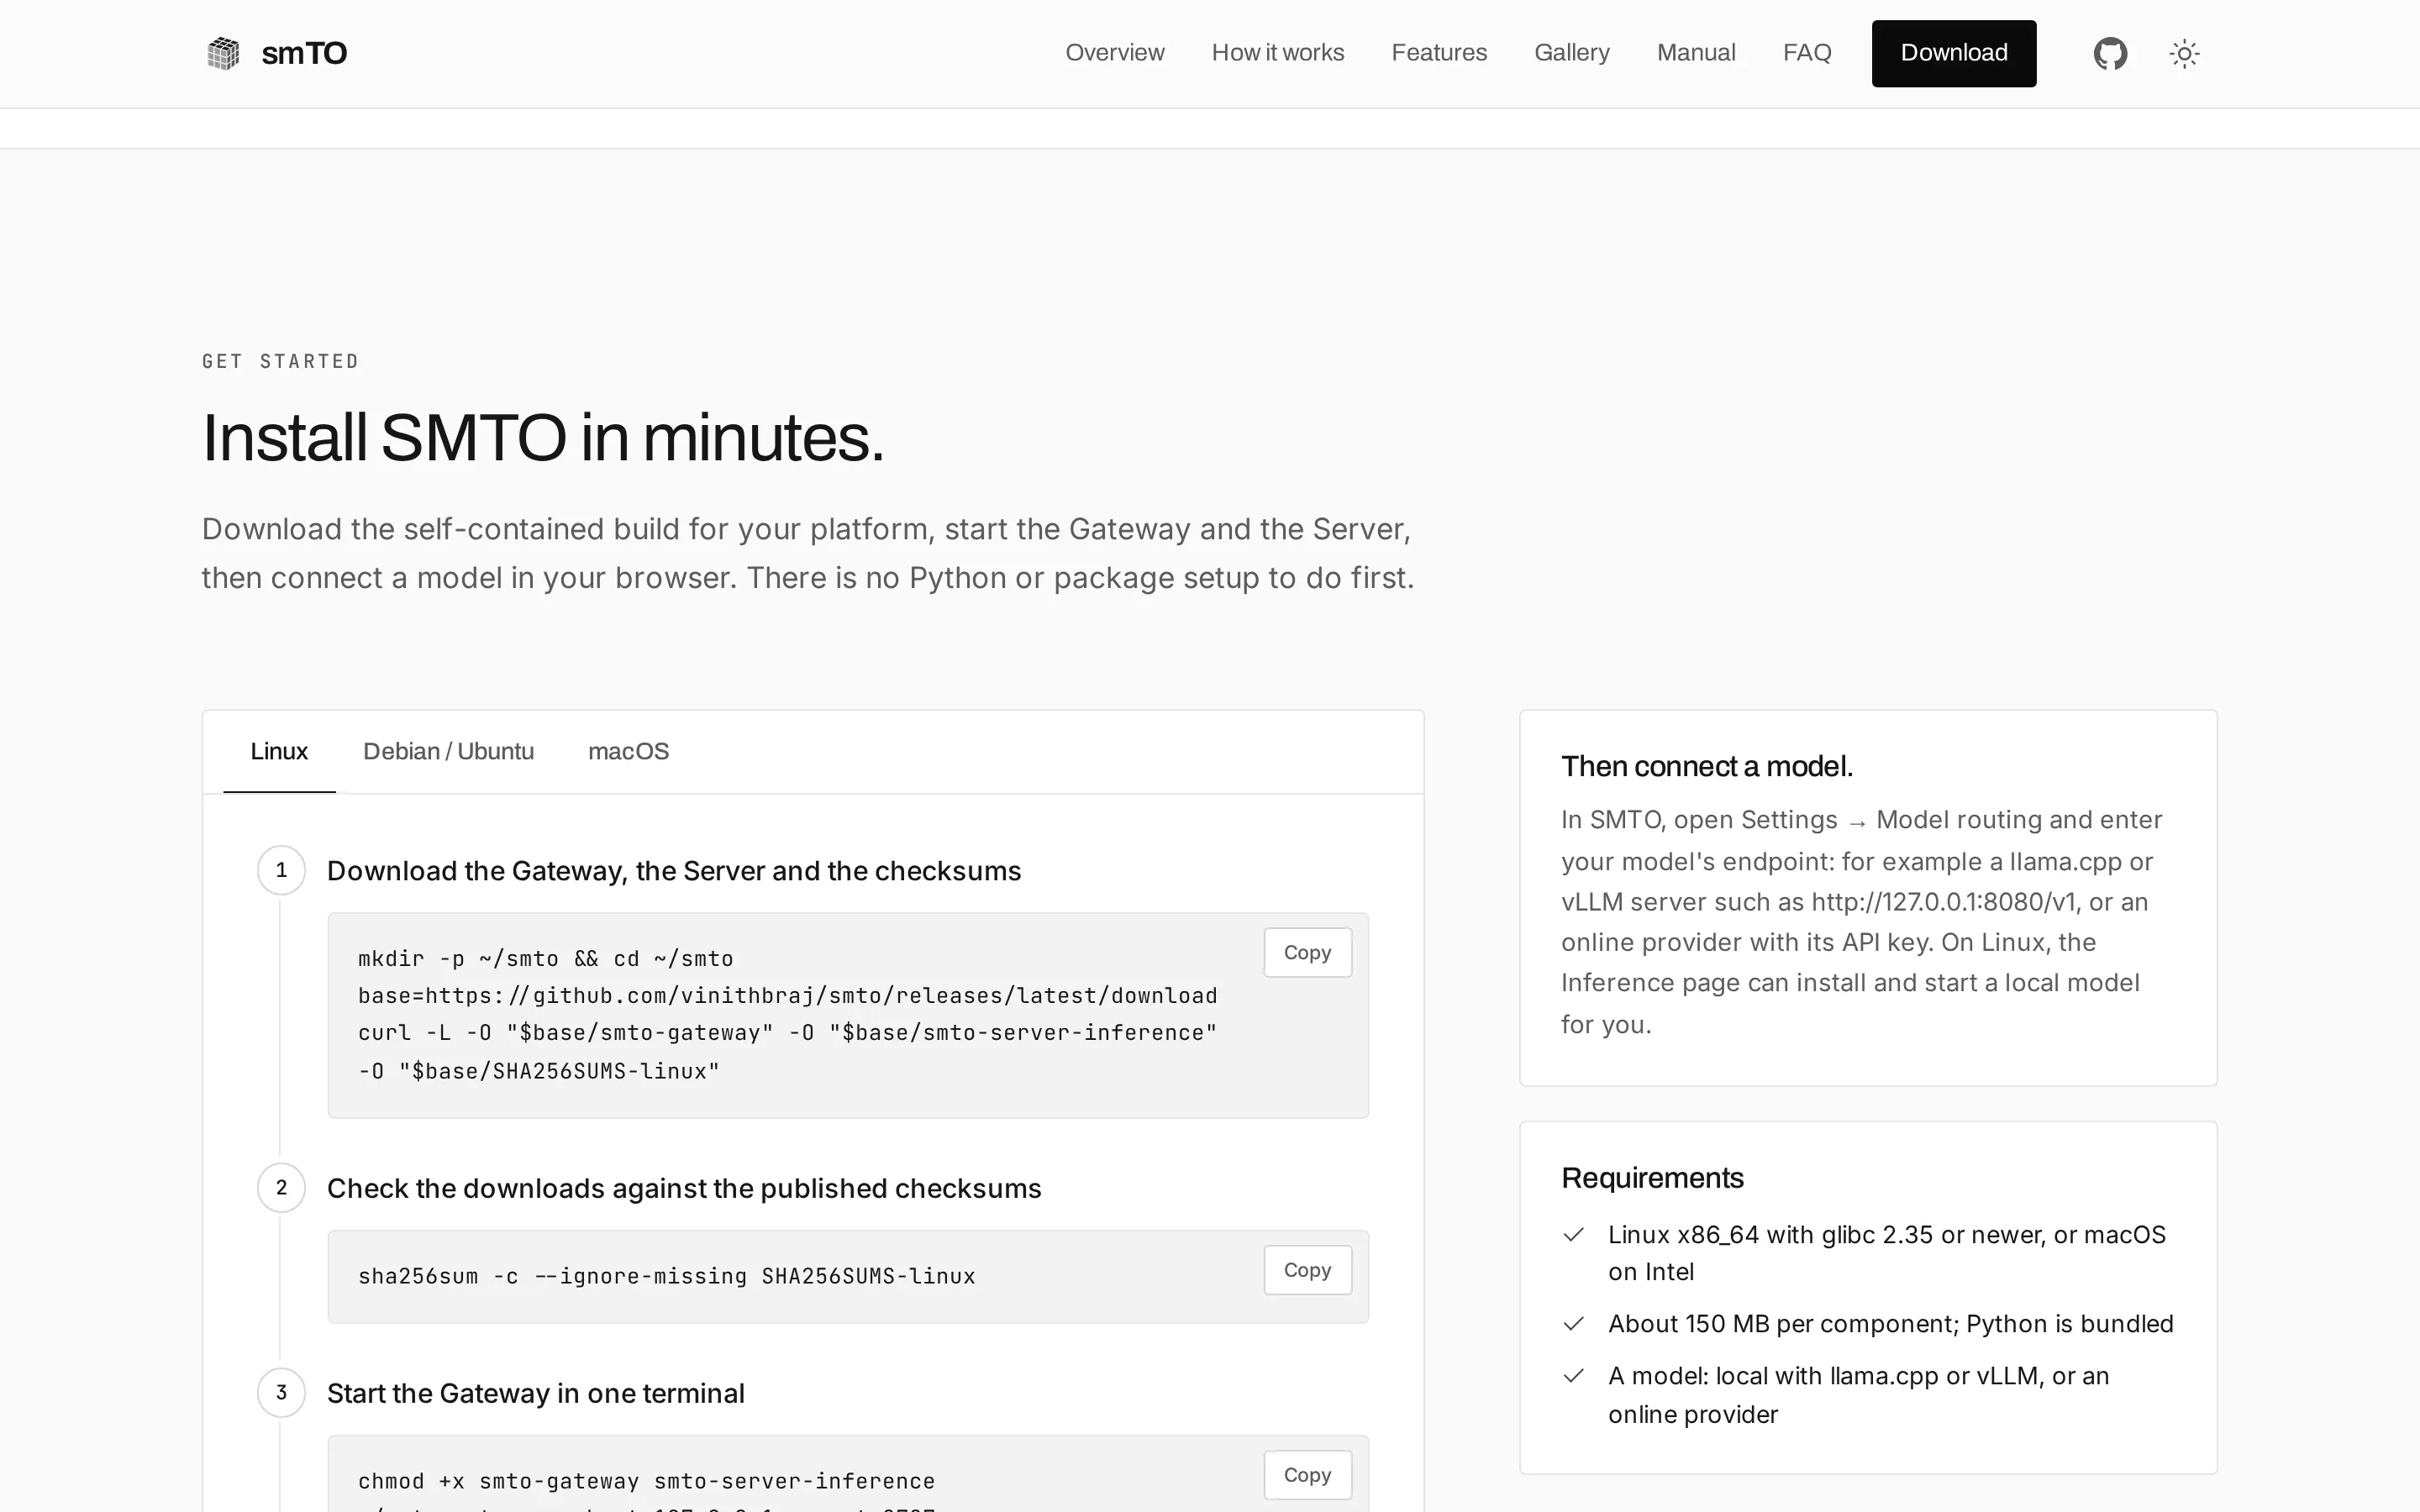 smTO
Overview
How it works
Features
Gallery
Manual
FAQ
Download
GET STARTED
Install SMTO in minutes.
Download the self-contained build for your platform, start the Gateway and the Server,
then connect a model in your browser. There is no Python or package setup to do first.
Linux
Debian / Ubuntu
macOS
1
Download the Gateway, the Server and the checksums
mkdir -p ~/smto && cd ~/smto
base=https://github.com/vinithbraj/smto/releases/latest/download
curl -L -O "$base/smto-gateway" -O "$base/smto-server-inference"
-O "$base/SHA256SUMS-linux"
Copy
2
Check the downloads against the published checksums
sha256sum -c --ignore-missing SHA256SUMS-linux
Copy
3
Start the Gateway in one terminal
chmod +x smto-gateway smto-server-inference
Copy
Then connect a model.
In SMTO, open Settings → Model routing and enter
your model's endpoint: for example a llama.cpp or
vLLM server such as http://127.0.0.1:8080/v1, or an
online provider with its API key. On Linux, the
Inference page can install and start a local model
for you.
Requirements
Linux x86_64 with glibc 2.35 or newer, or macOS
on Intel
About 150 MB per component; Python is bundled
A model: local with llama.cpp or vLLM, or an
online provider